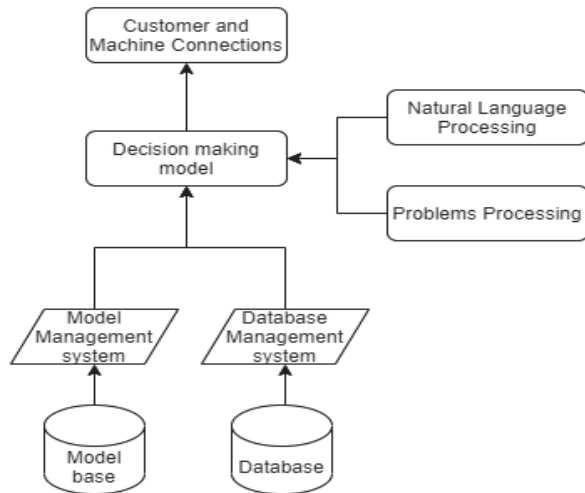 Customer and
Machine Connections
Natural Language
Processing
Decision making
model
Problems Processing
Model
Management
system
Database
Management
system
Model
base
Database